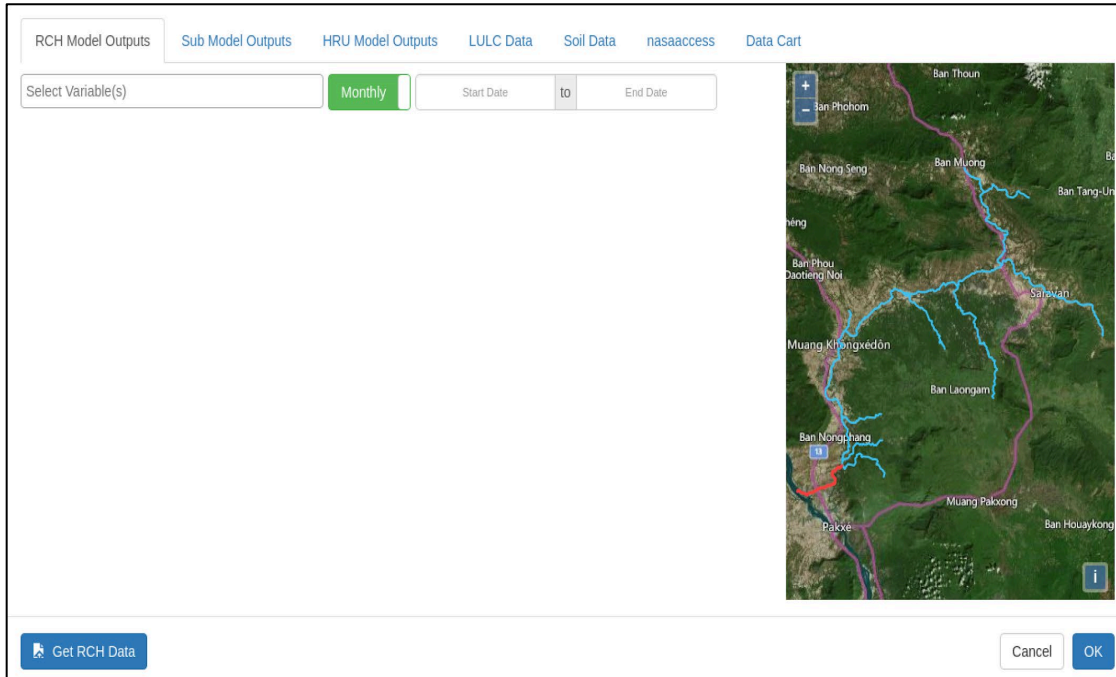 RCH Model Outputs Sub Model Outputs HRU Model Outputs LULC Data Soil Data nasaaccess Data Cart
Select Variable(s) Monthly Start Date to End Date
+
-
Ban Thoun
Ban Phohom
Ban Muong
Ban Nong Seng
Ban Tang-Un
Ban Phou
Daotieng Noi
Saravan
Muang Khôngxédôn
Ban Laongam
Ban Nongphang
13
Muang Pakxong
Pakxé
Ban Houaykong
i
Get RCH Data Cancel OK